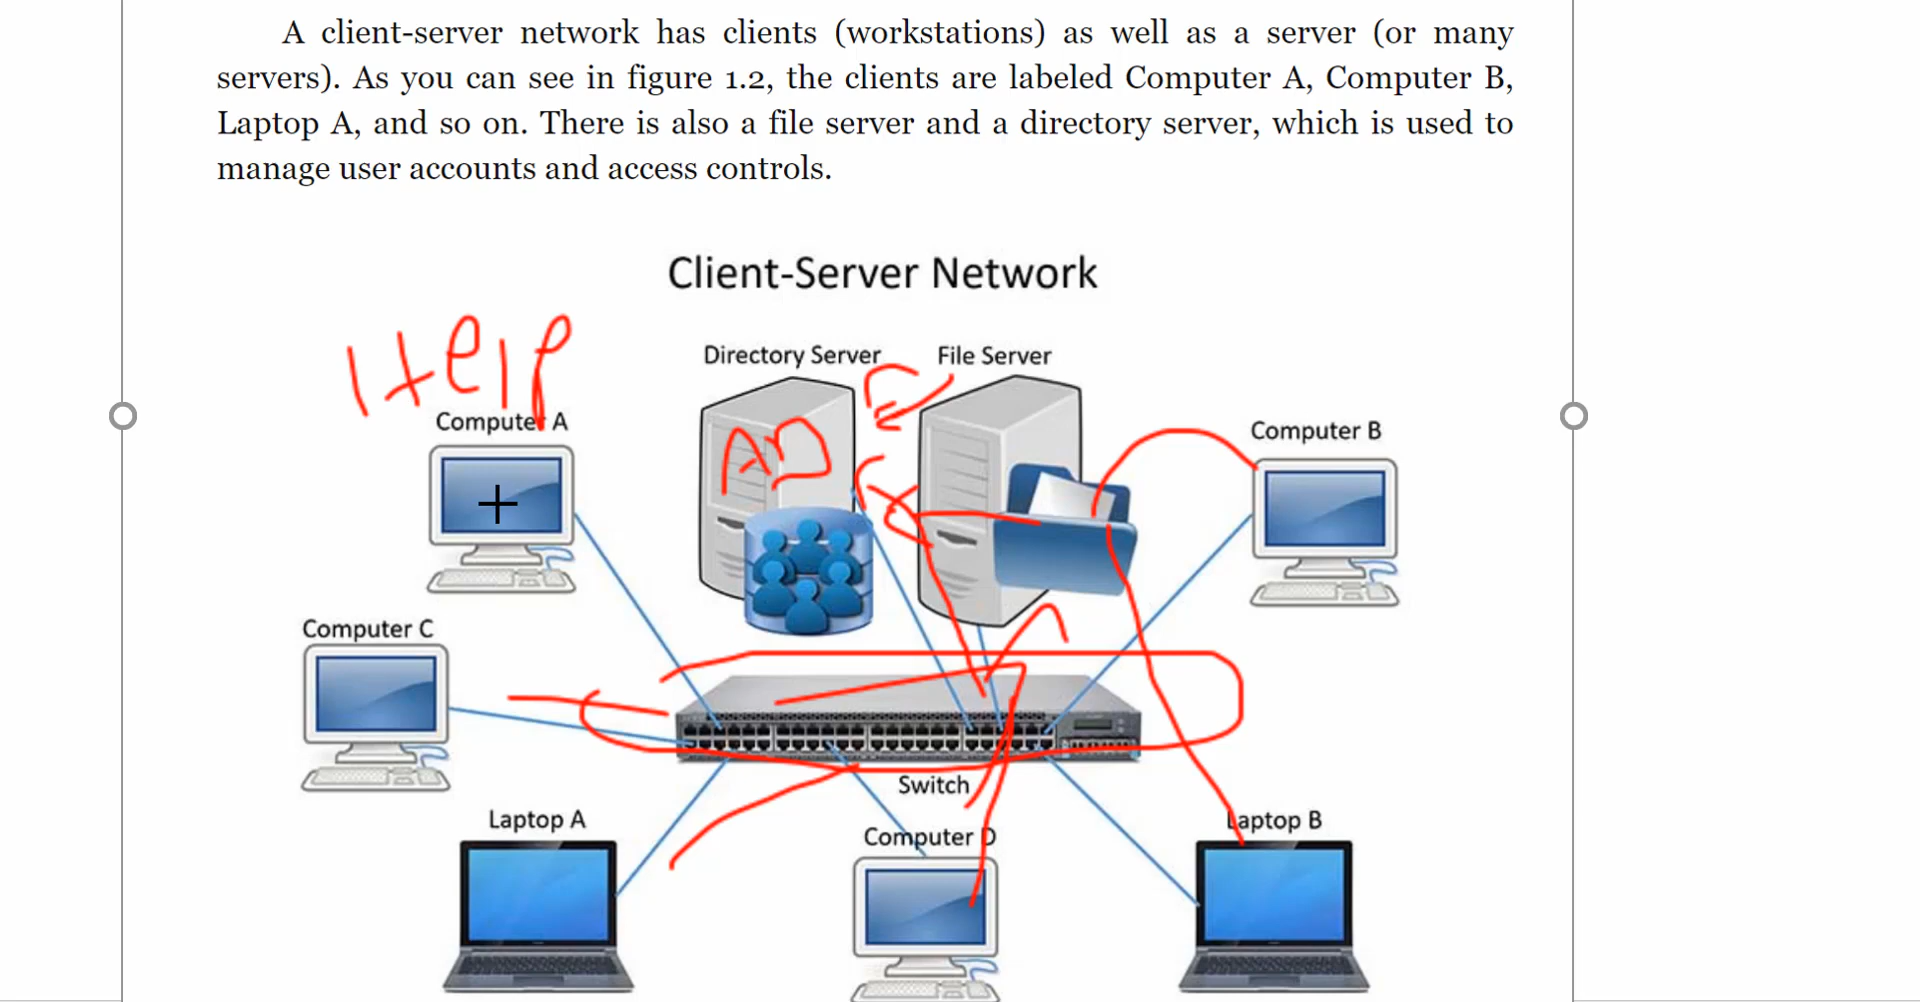 A client-server network has clients (workstations) as well as a server (or many
servers). As you can see in figure 1.2, the clients are labeled Computer A, Computer B,
Laptop A, and so on. There is also a file server and a directory server, which is used to
manage user accounts and access controls.
Client-Server Network
Help
Directory Server
File Server
Computer A
Computer B
AD
Computer C
Switch
Laptop A
Computer D
Laptop B